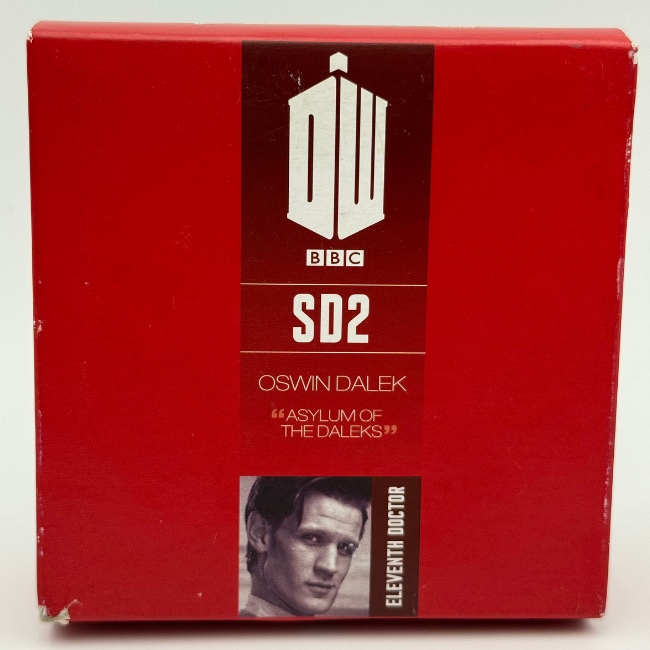 DW
BBC
SD2
OSWIN DALEK
“ASYLUM OF
THE DALEKS”
ELEVENTH DOCTOR